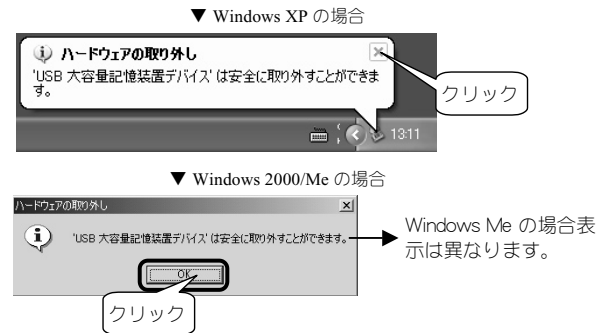 ▼ Windows XP の場合
ハードウェアの取り外し
'USB 大容量記憶装置デバイス' は安全に取り外すことができま
す。
クリック
13:11
▼ Windows 2000/Me の場合
ハードウェアの取り外し
'USB 大容量記憶装置デバイス' は安全に取り外すことができます。
Windows Me の場合表
示は異なります。
OK
クリック